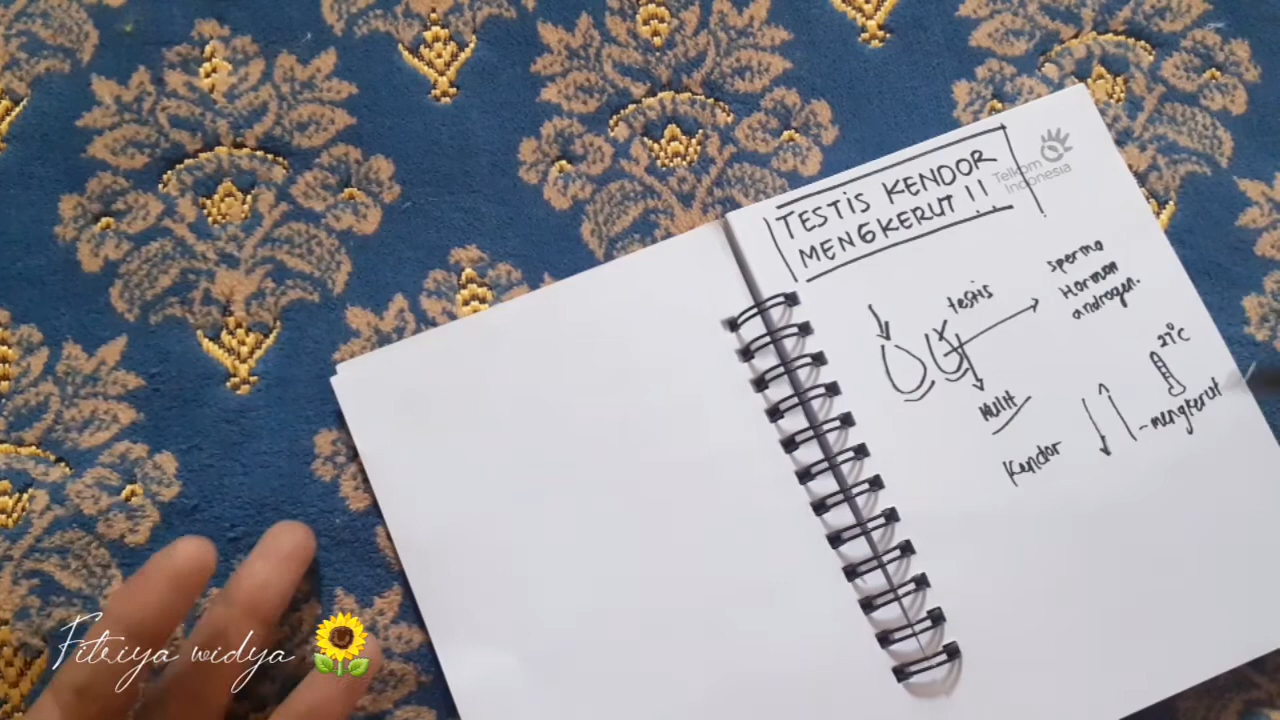 TESTIS KENDOR
MENGKERUT !!
Telkom
Indonesia
testis
sperma
Hormon
androgen.
kulit
27°C
Kendor
-mengkerut
Fitriya widya